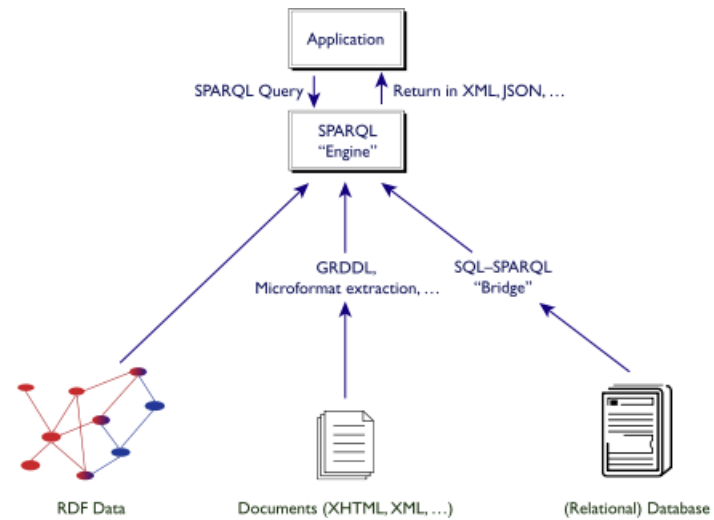 Application
SPARQL Query
Return in XML, JSON, …
SPARQL
“Engine”
GRDDL,
Microformat extraction, …
SQL–SPARQL
“Bridge”
RDF Data
Documents (XHTML, XML, …)
(Relational) Database